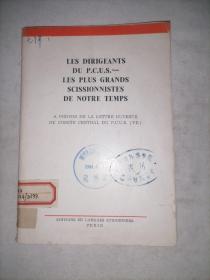 LES DIRIGEANTS
DU P.C.U.S.—
LES PLUS GRANDS
SCISSIONNISTES
DE NOTRE TEMPS
A PROPOS DE LA LETTRE OUVERTE
DU COMITE CENTRAL DU P.C.U.S. (VII)
EDITIONS EN LANGUES ETRANGERES
PEKIN